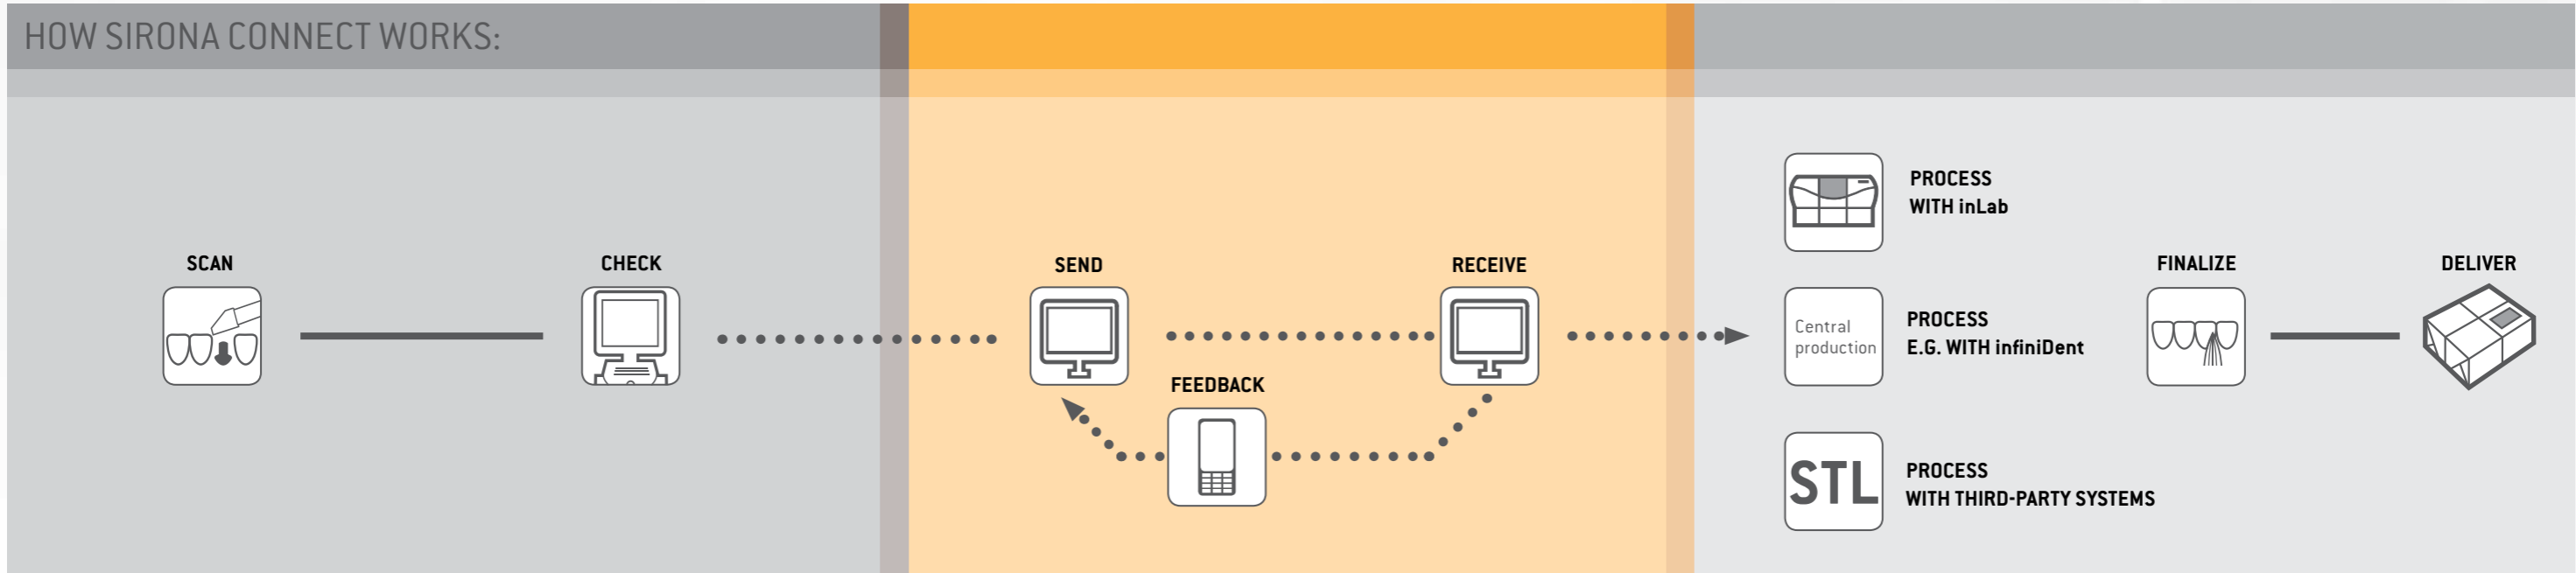 HOW SIRONA CONNECT WORKS:
SCAN
CHECK
SEND
RECEIVE
FEEDBACK
PROCESS
WITH inLab
Central
production
PROCESS
E.G. WITH infiniDent
STL
PROCESS
WITH THIRD-PARTY SYSTEMS
FINALIZE
DELIVER